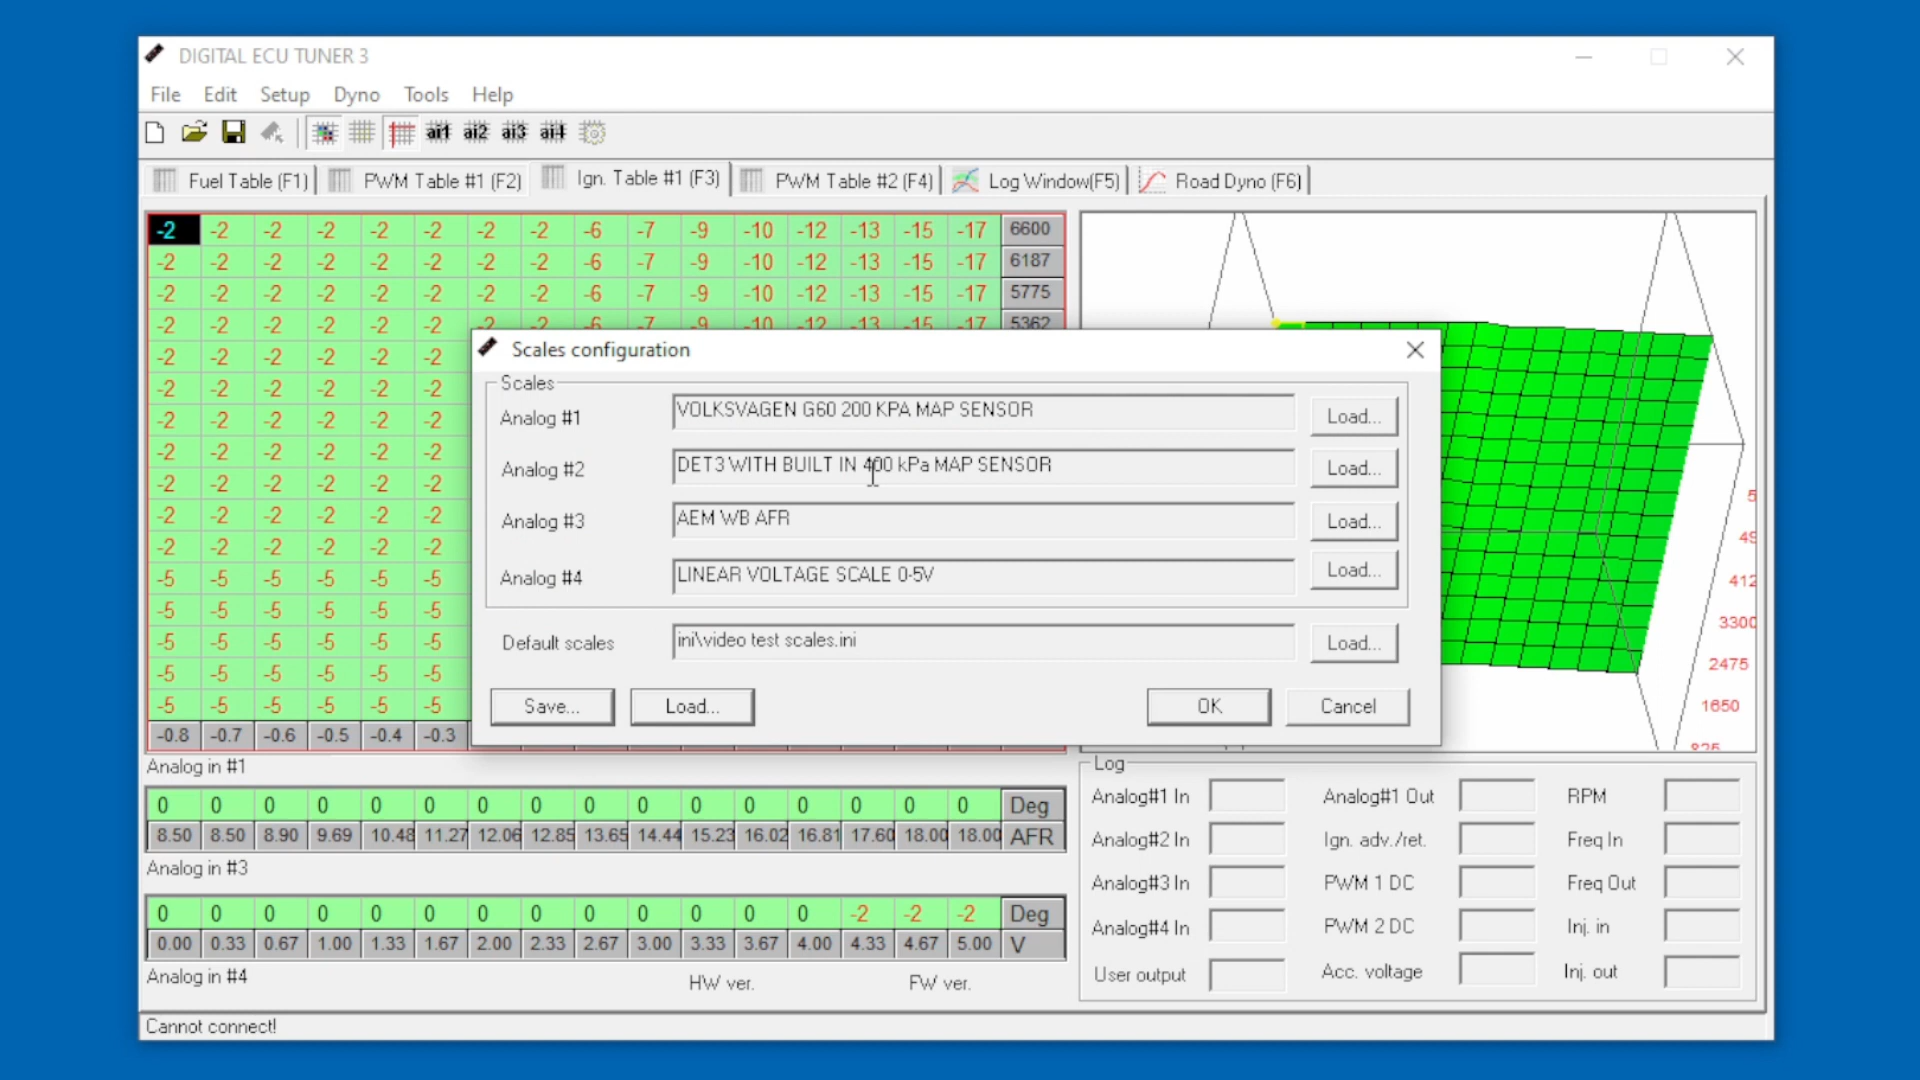 DIGITAL ECU TUNER 3
File Edit Setup Dyno Tools Help
ai1 ai2 ai3 ai4
Fuel Table (F1) PWM Table #1 (F2) Ign. Table #1 (F3) PWM Table #2 (F4) Log Window(F5) Road Dyno (F6)
-2 -2 -2 -2 -2 -2 -2 -2 -6 -7 -9 -10 -12 -13 -15 -17 6600
-2 -2 -2 -2 -2 -2 -2 -2 -6 -7 -9 -10 -12 -13 -15 -17 6187
-2 -2 -2 -2 -2 -2 -2 -2 -6 -7 -9 -10 -12 -13 -15 -17 5775
-2 -2 -2 -2 -2 -2 -2 -2 -6 -7 -9 -10 -12 -13 -15 -17 5362
-2 -2 -2 -2 -2 -2
-2 -2 -2 -2 -2 -2
-2 -2 -2 -2 -2 -2
-2 -2 -2 -2 -2 -2
-2 -2 -2 -2 -2 -2
-2 -2 -2 -2 -2 -2
-2 -2 -2 -2 -2 -2
-5 -5 -5 -5 -5 -5
-5 -5 -5 -5 -5 -5
-5 -5 -5 -5 -5 -5
-5 -5 -5 -5 -5 -5
-5 -5 -5 -5 -5 -5
-0.8 -0.7 -0.6 -0.5 -0.4 -0.3
Scales configuration
Scales
Analog #1 VOLKSVAGEN G60 200 KPA MAP SENSOR Load...
Analog #2 DET3 WITH BUILT IN 400 kPa MAP SENSOR Load...
Analog #3 AEM WB AFR Load...
Analog #4 LINEAR VOLTAGE SCALE 0-5V Load...
Default scales ini\video test scales.ini Load...
Save... Load... OK Cancel
412
3300
2475
1650
825
Analog in #1
0 0 0 0 0 0 0 0 0 0 0 0 0 0 0 0 Deg
8.50 8.50 8.90 9.69 10.48 11.27 12.06 12.85 13.65 14.44 15.23 16.02 16.81 17.60 18.00 18.00 AFR
Analog in #3
0 0 0 0 0 0 0 0 0 0 0 0 0 -2 -2 -2 Deg
0.00 0.33 0.67 1.00 1.33 1.67 2.00 2.33 2.67 3.00 3.33 3.67 4.00 4.33 4.67 5.00 V
Analog in #4
HW ver. FW ver.
Log
Analog#1 In Analog#1 Out RPM
Analog#2 In Ign. adv./ret. Freq In
Analog#3 In PWM 1 DC Freq Out
Analog#4 In PWM 2 DC Inj. in
User output Acc. voltage Inj. out
Cannot connect!